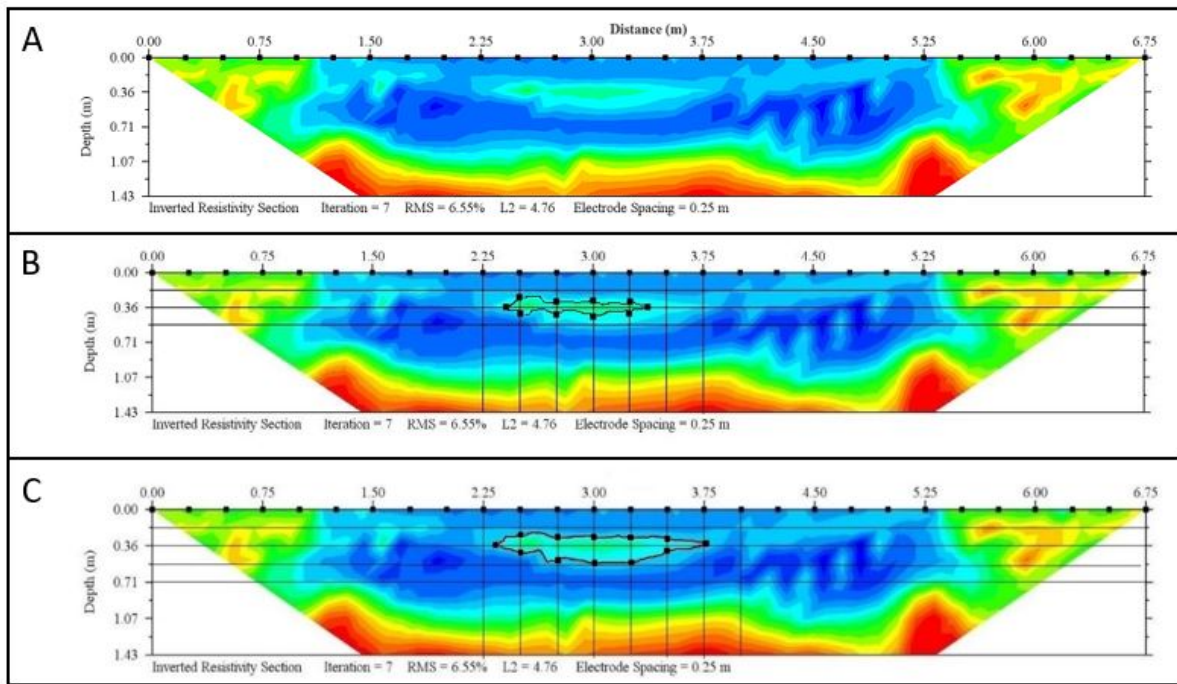 A
Distance (m)
0.00 0.75 1.50 2.25 3.00 3.75 4.50 5.25 6.00 6.75
0.00
0.36
0.71
1.07
1.43
Depth (m)
Inverted Resistivity Section Iteration = 7 RMS = 6.55% L2 = 4.76 Electrode Spacing = 0.25 m
B
0.00 0.75 1.50 2.25 3.00 3.75 4.50 5.25 6.00 6.75
0.00
0.36
0.71
1.07
1.43
Depth (m)
Inverted Resistivity Section Iteration = 7 RMS = 6.55% L2 = 4.76 Electrode Spacing = 0.25 m
C
0.00 0.75 1.50 2.25 3.00 3.75 4.50 5.25 6.00 6.75
0.00
0.36
0.71
1.07
1.43
Depth (m)
Inverted Resistivity Section Iteration = 7 RMS = 6.55% L2 = 4.76 Electrode Spacing = 0.25 m